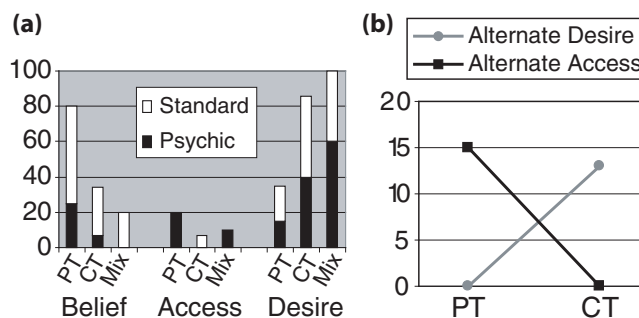 (a)
100
80
60
40
20
0
Standard
Psychic
PT CT Mix PT CT Mix PT CT Mix
Belief Access Desire
(b)
Alternate Desire
Alternate Access
20
15
10
5
0
PT CT